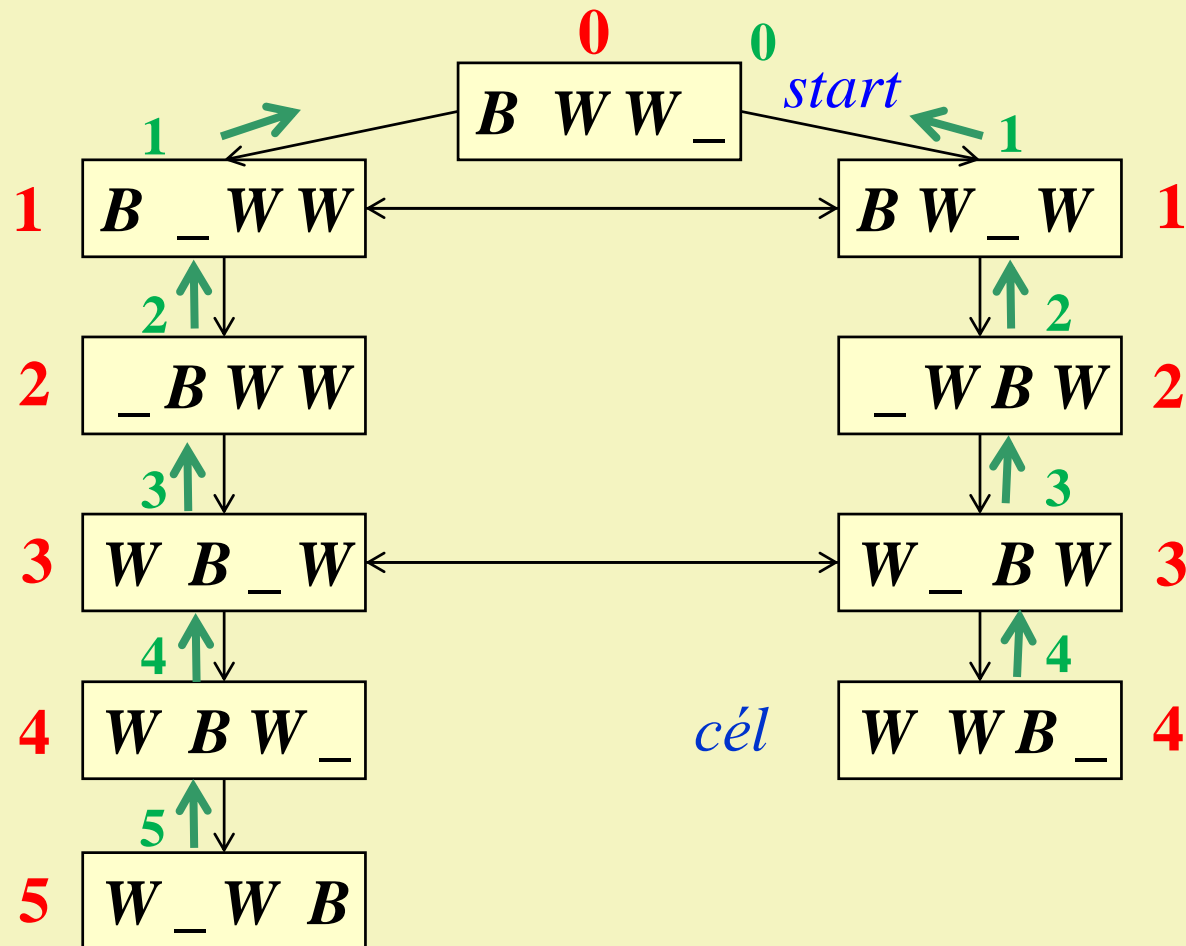 0 0
B W W _ start
1 1
1 B _ W W B W _ W 1
2 2
2 _ B W W _ W B W 2
3 3
3 W B _ W W _ B W 3
4 4
4 W B W _ cél W W B _ 4
5
5 W _ W B